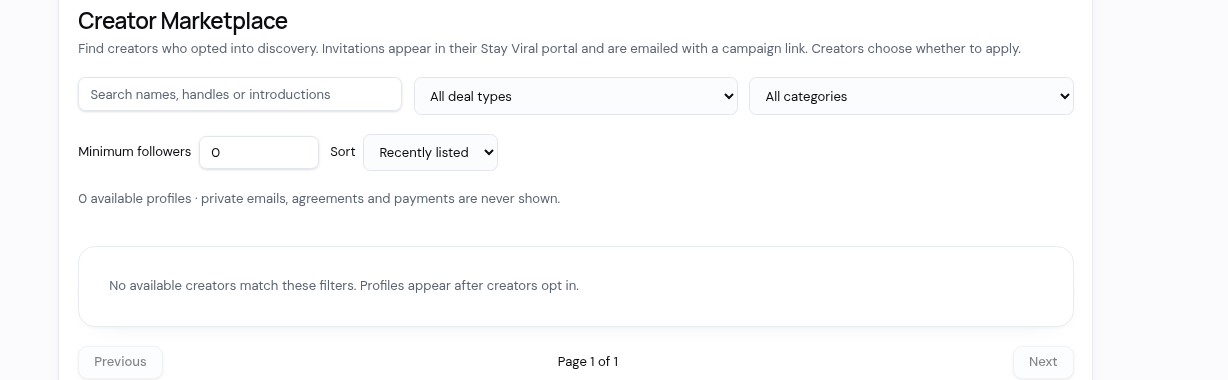 Creator Marketplace
Find creators who opted into discovery. Invitations appear in their Stay Viral portal and are emailed with a campaign link. Creators choose whether to apply.
Search names, handles or introductions
All deal types
All categories
Minimum followers
0
Sort
Recently listed
0 available profiles · private emails, agreements and payments are never shown.
No available creators match these filters. Profiles appear after creators opt in.
Previous
Page 1 of 1
Next